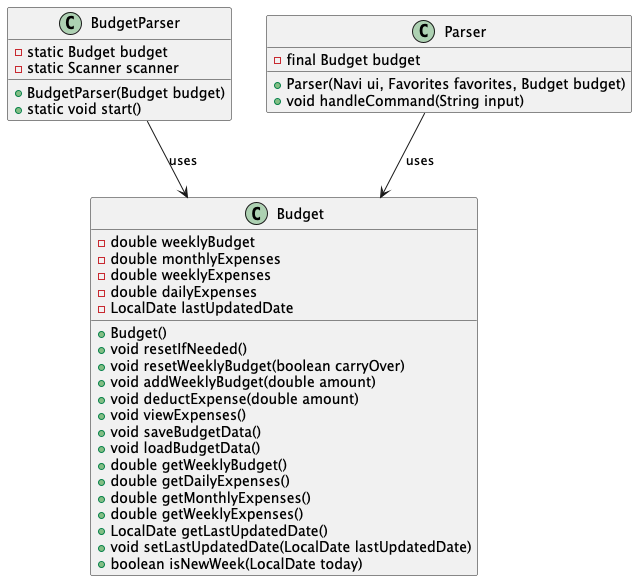 C BudgetParser
static Budget budget
static Scanner scanner
BudgetParser(Budget budget)
static void start()
C Parser
final Budget budget
Parser(Navi ui, Favorites favorites, Budget budget)
void handleCommand(String input)
uses
uses
C Budget
double weeklyBudget
double monthlyExpenses
double weeklyExpenses
double dailyExpenses
LocalDate lastUpdatedDate
Budget()
void resetIfNeeded()
void resetWeeklyBudget(boolean carryOver)
void addWeeklyBudget(double amount)
void deductExpense(double amount)
void viewExpenses()
void saveBudgetData()
void loadBudgetData()
double getWeeklyBudget()
double getDailyExpenses()
double getMonthlyExpenses()
double getWeeklyExpenses()
LocalDate getLastUpdatedDate()
void setLastUpdatedDate(LocalDate lastUpdatedDate)
boolean isNewWeek(LocalDate today)